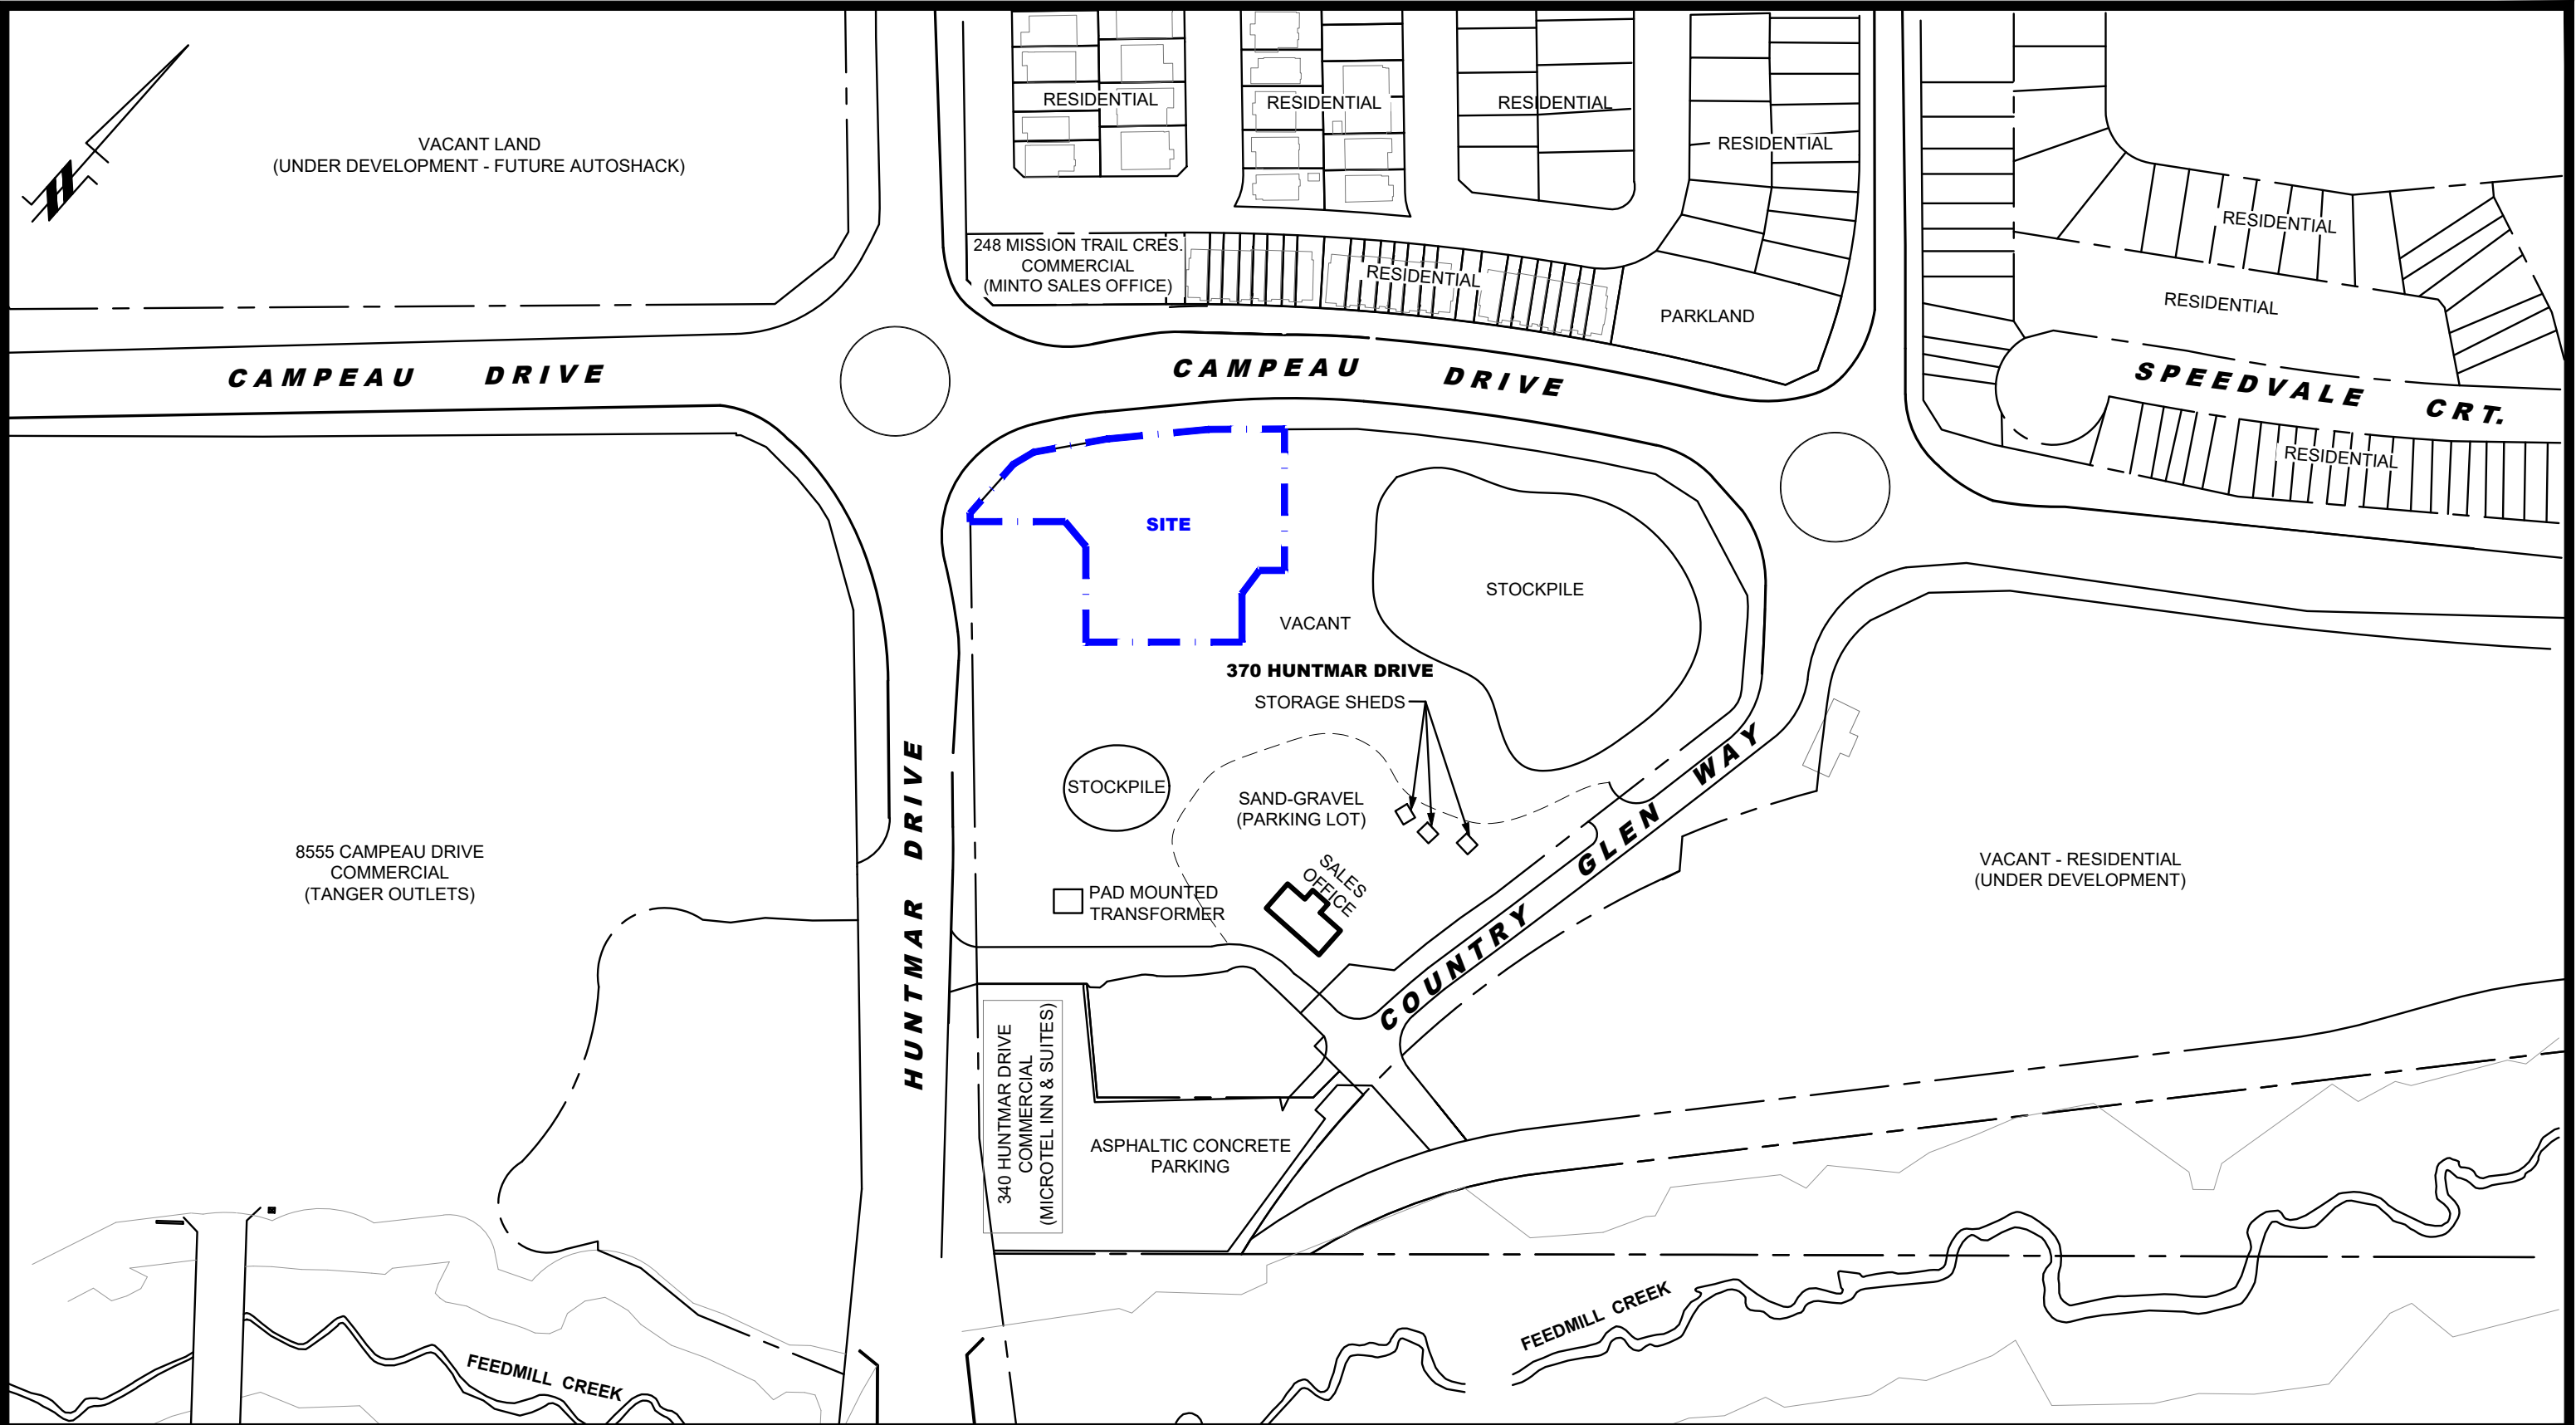 VACANT LAND
(UNDER DEVELOPMENT - FUTURE AUTOSHACK)
RESIDENTIAL
RESIDENTIAL
RESIDENTIAL
RESIDENTIAL
RESIDENTIAL
248 MISSION TRAIL CRES.
COMMERCIAL
(MINTO SALES OFFICE)
RESIDENTIAL
PARKLAND
RESIDENTIAL
CAMPEAU DRIVE
CAMPEAU DRIVE
SPEEDVALE CRT.
RESIDENTIAL
SITE
STOCKPILE
VACANT
370 HUNTMAR DRIVE
STORAGE SHEDS
HUNTMAR DRIVE
STOCKPILE
SAND-GRAVEL
(PARKING LOT)
COUNTRY GLEN WAY
8555 CAMPEAU DRIVE
COMMERCIAL
(TANGER OUTLETS)
PAD MOUNTED
TRANSFORMER
SALES
OFFICE
VACANT - RESIDENTIAL
(UNDER DEVELOPMENT)
340 HUNTMAR DRIVE
COMMERCIAL
(MICROTEL INN & SUITES)
ASPHALTIC CONCRETE
PARKING
FEEDMILL CREEK
FEEDMILL CREEK